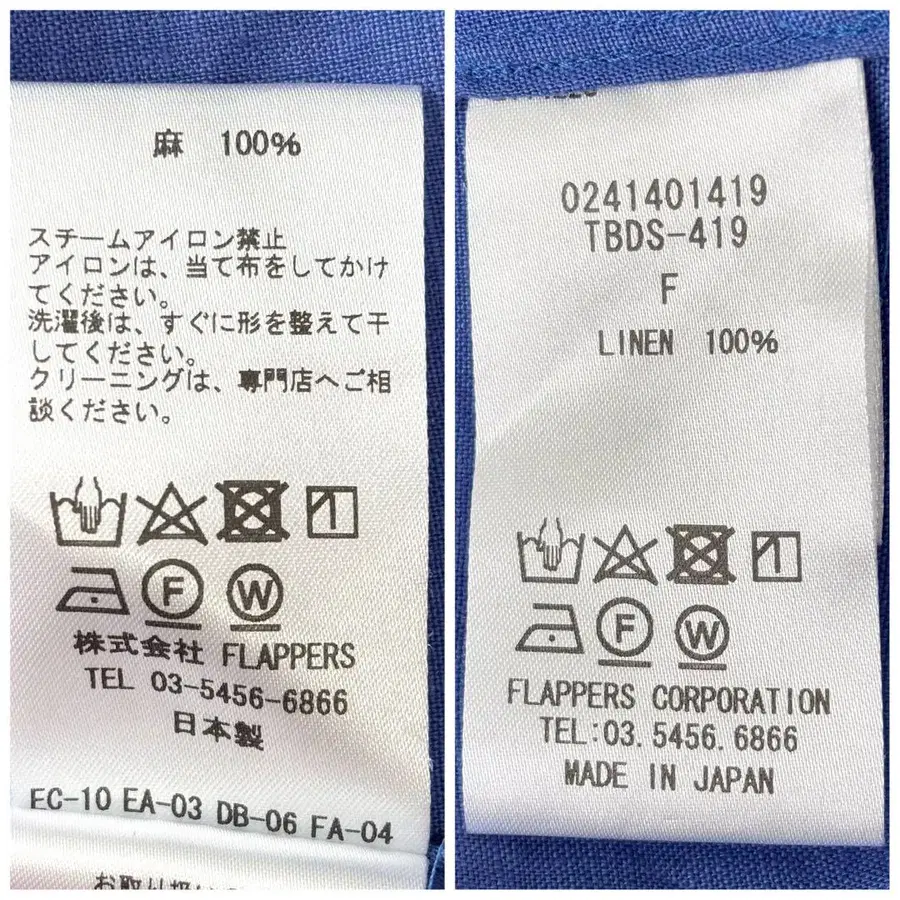 麻 100%
スチームアイロン禁止
アイロンは、当て布をしてかけ
てください。
洗濯後は、すぐに形を整えて干
してください。
クリーニングは、専門店へご相
談ください。
F W
株式会社 FLAPPERS
TEL 03-5456-6866
日本製
EC-10 EA-03 DB-06 FA-04
0241401419
TBDS-419
F
LINEN 100%
F W
FLAPPERS CORPORATION
TEL:03.5456.6866
MADE IN JAPAN